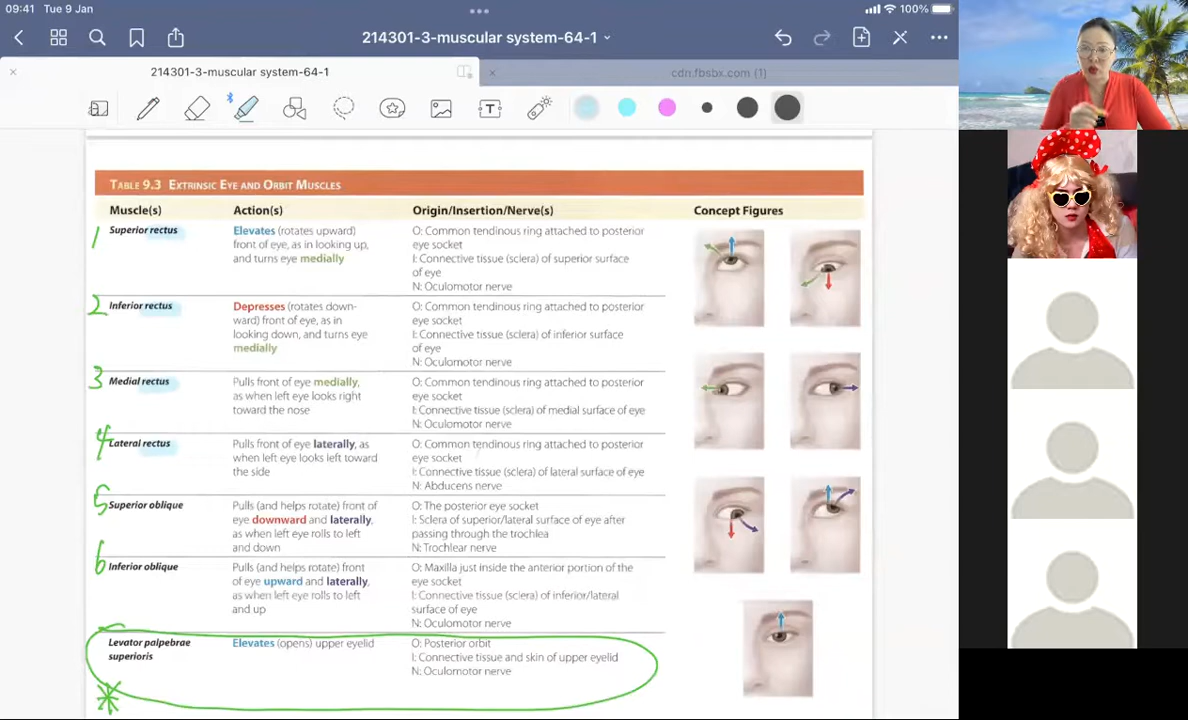 09:41 Tue 9 Jan
100%
214301-3-muscular system-64-1
214301-3-muscular system-64-1
cdn.fbsbx.com (1)
TABLE 9.3 EXTRINSIC EYE AND ORBIT MUSCLES
Muscle(s) Action(s) Origin/Insertion/Nerve(s) Concept Figures
1
Superior rectus
Elevates (rotates upward)
front of eye, as in looking up,
and turns eye medially
O: Common tendinous ring attached to posterior
eye socket
I: Connective tissue (sclera) of superior surface
of eye
N: Oculomotor nerve
2
Inferior rectus
Depresses (rotates down-
ward) front of eye, as in
looking down, and turns eye
medially
O: Common tendinous ring attached to posterior
eye socket
I: Connective tissue (sclera) of inferior surface
of eye
N: Oculomotor nerve
3
Medial rectus
Pulls front of eye medially,
as when left eye looks right
toward the nose
O: Common tendinous ring attached to posterior
eye socket
I: Connective tissue (sclera) of medial surface of eye
N: Oculomotor nerve
4
Lateral rectus
Pulls front of eye laterally, as
when left eye looks left toward
the side
O: Common tendinous ring attached to posterior
eye socket
I: Connective tissue (sclera) of lateral surface of eye
N: Abducens nerve
5
Superior oblique
Pulls (and helps rotate) front of
eye downward and laterally,
as when left eye rolls to left
and down
O: The posterior eye socket
I: Sclera of superior/lateral surface of eye after
passing through the trochlea
N: Trochlear nerve
6
Inferior oblique
Pulls (and helps rotate) front
of eye upward and laterally,
as when left eye rolls to left
and up
O: Maxilla just inside the anterior portion of the
eye socket
I: Connective tissue (sclera) of inferior/lateral
surface of eye
N: Oculomotor nerve
Levator palpebrae
superioris
Elevates (opens) upper eyelid
O: Posterior orbit
I: Connective tissue and skin of upper eyelid
N: Oculomotor nerve